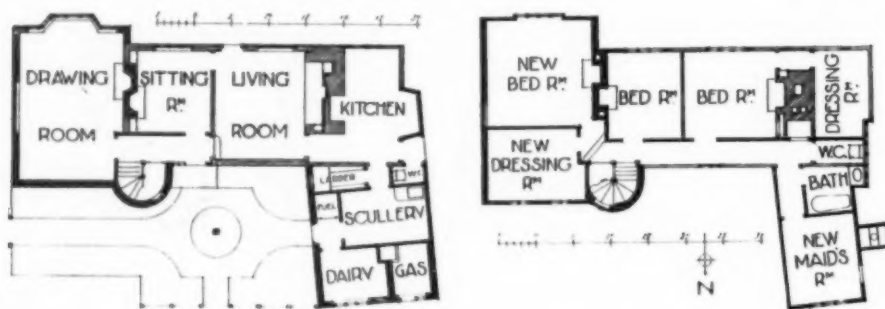 DRAWING
ROOM
SITTING
RM.
LIVING
ROOM
KITCHEN
LARDER
W.C.
FUEL
SCULLERY
DAIRY
GAS
NEW
BED RM.
BED RM.
BED RM.
DRESSING
RM.
NEW
DRESSING
RM.
W.C.
BATH
NEW
MAID'S
RM.
N